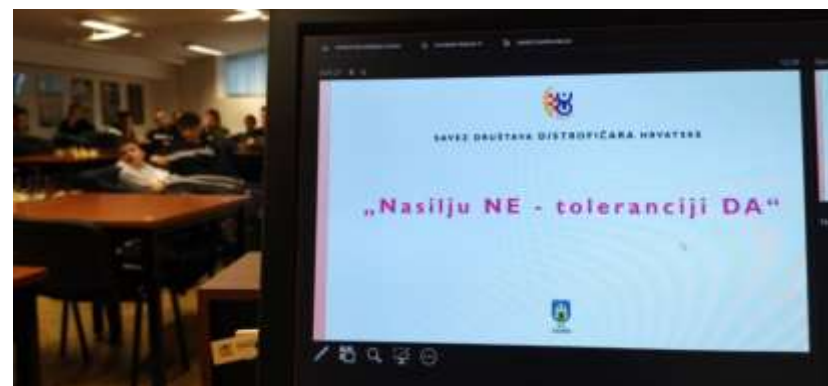 SAVEZ DRUŠTAVA DISTROFIČARA HRVATSKE
„Nasilju NE - toleranciji DA“